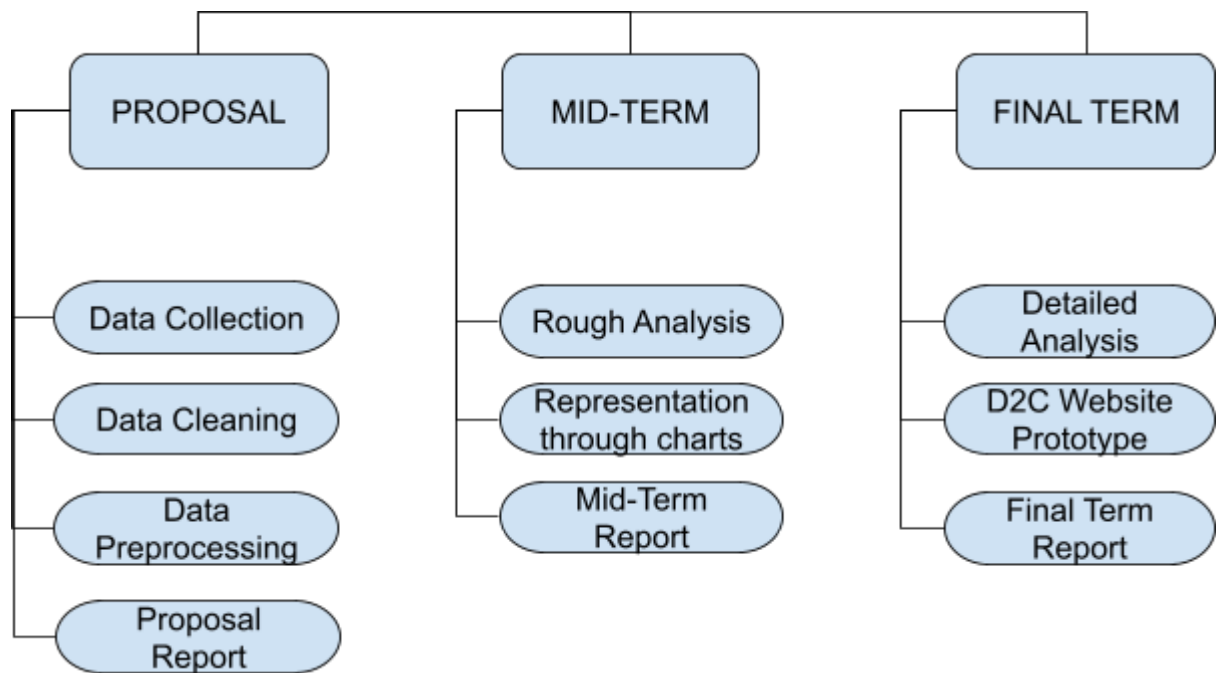 PROPOSAL
MID-TERM
FINAL TERM
Data Collection
Data Cleaning
Data
Preprocessing
Proposal
Report
Rough Analysis
Representation
through charts
Mid-Term
Report
Detailed
Analysis
D2C Website
Prototype
Final Term
Report